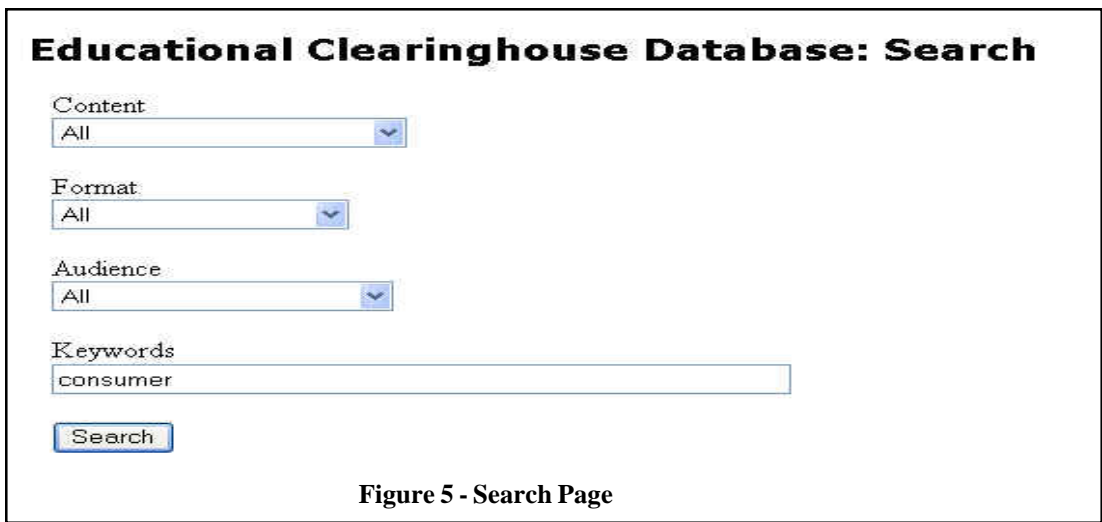 Educational Clearinghouse Database: Search
Content
All
Format
All
Audience
All
Keywords
consumer
Search
Figure 5 - Search Page